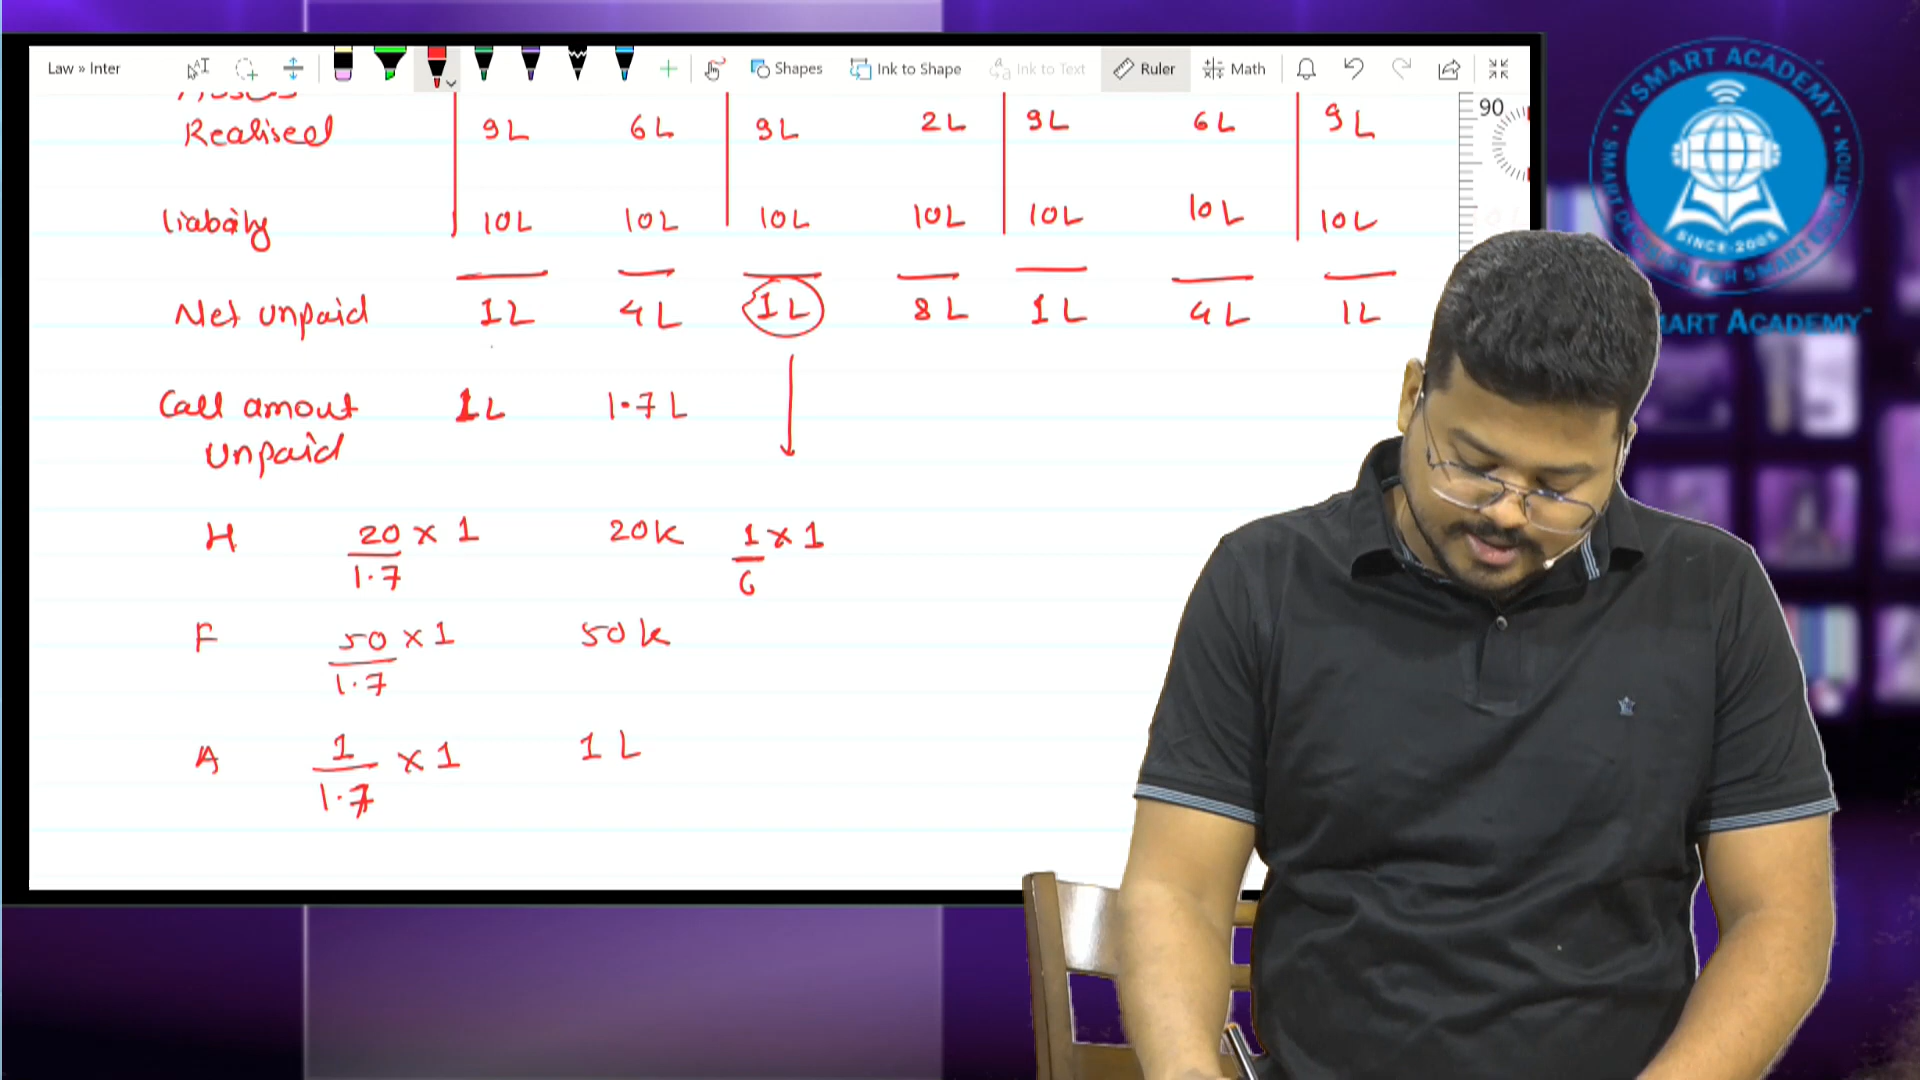 Law » Inter Shapes Ink to Shape Ink to Text Ruler Math
90
Realised 9L 6L 9L 2L 9L 6L 9L
liabality 10L 10L 10L 10L 10L 10L 10L
Net unpaid 1L 4L 1L 8L 1L 4L 1L
Call amout 1L 1.7L
unpaid
H 20/1.7 x 1 20k 1/6 x 1
F 50/1.7 x 1 50k
A 1/1.7 x 1 1L
V'SMART ACADEMY
SINCE-2005
MART ACADEMY